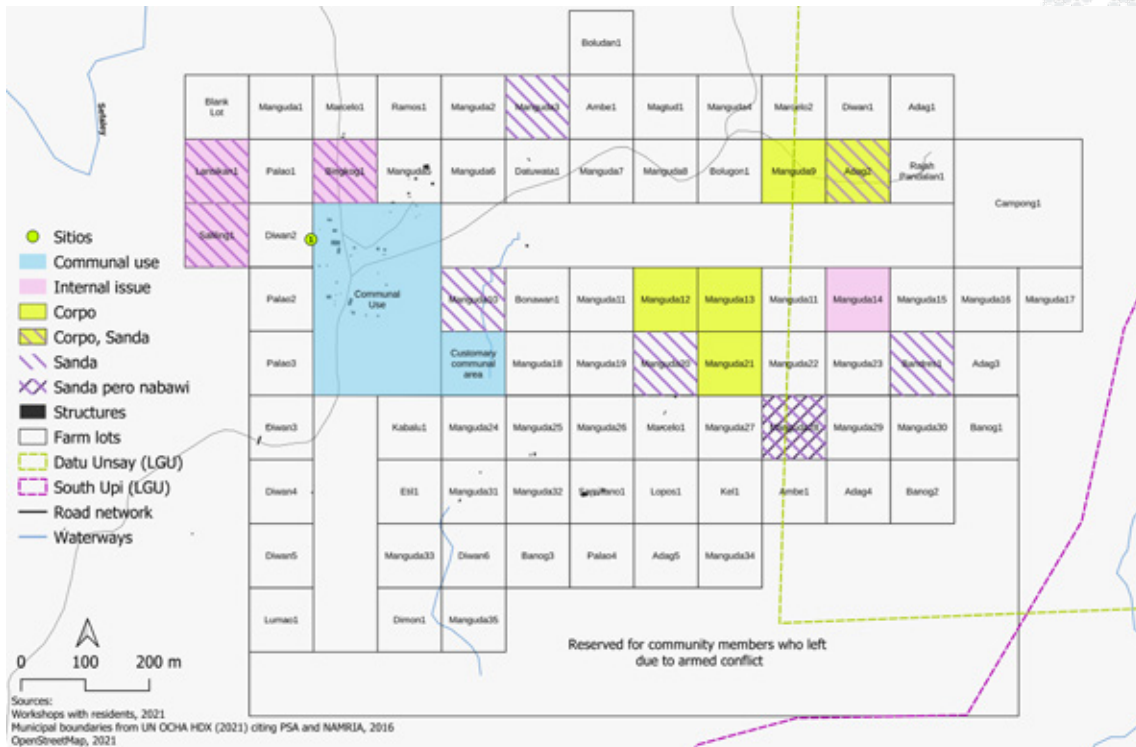 Boludan1
Blank
Lot
Manguda1
Marcelo1
Ramos1
Manguda2
Manguda3
Ambe1
Magtud1
Manguda4
Marcelo2
Diwan1
Adag1
Palao1
Manguda5
Manguda6
Datuwata1
Manguda7
Manguda8
Bolugon1
Manguda9
Adag2
Rajah
Campong1
Diwan2
Sitios
1
Communal use
Internal issue
Corpo
Corpo, Sanda
Sanda
Sanda pero nabawi
Structures
Farm lots
Datu Unsay (LGU)
South Upi (LGU)
Road network
Waterways
Palao2
Communal
Use
Manguda10
Bonawan1
Manguda11
Manguda12
Manguda13
Manguda11
Manguda14
Manguda15
Manguda16
Manguda17
Palao3
Customary
communal
area
Manguda18
Manguda19
Manguda20
Manguda21
Manguda22
Manguda23
Adag3
Diwan3
Kabalu1
Manguda24
Manguda25
Manguda26
Marcelo1
Manguda27
Manguda28
Manguda29
Manguda30
Banog1
Diwan4
Etil1
Manguda31
Manguda32
Lopos1
Kel1
Ambe1
Adag4
Banog2
Diwan5
Manguda33
Diwan6
Banog3
Palao4
Adag5
Manguda34
Lumao1
Dimon1
Manguda35
Reserved for community members who left
due to armed conflict
0 100 200 m
Sources:
Workshops with residents, 2021
Municipal boundaries from UN OCHA HDX (2021) citing PSA and NAMRIA, 2016
OpenStreetMap, 2021